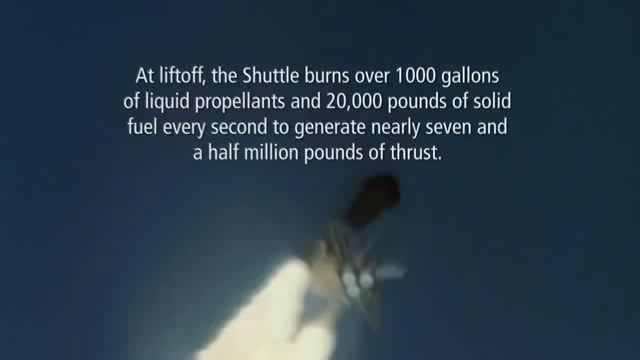 At liftoff, the Shuttle burns over 1000 gallons
of liquid propellants and 20,000 pounds of solid
fuel every second to generate nearly seven and
a half million pounds of thrust.